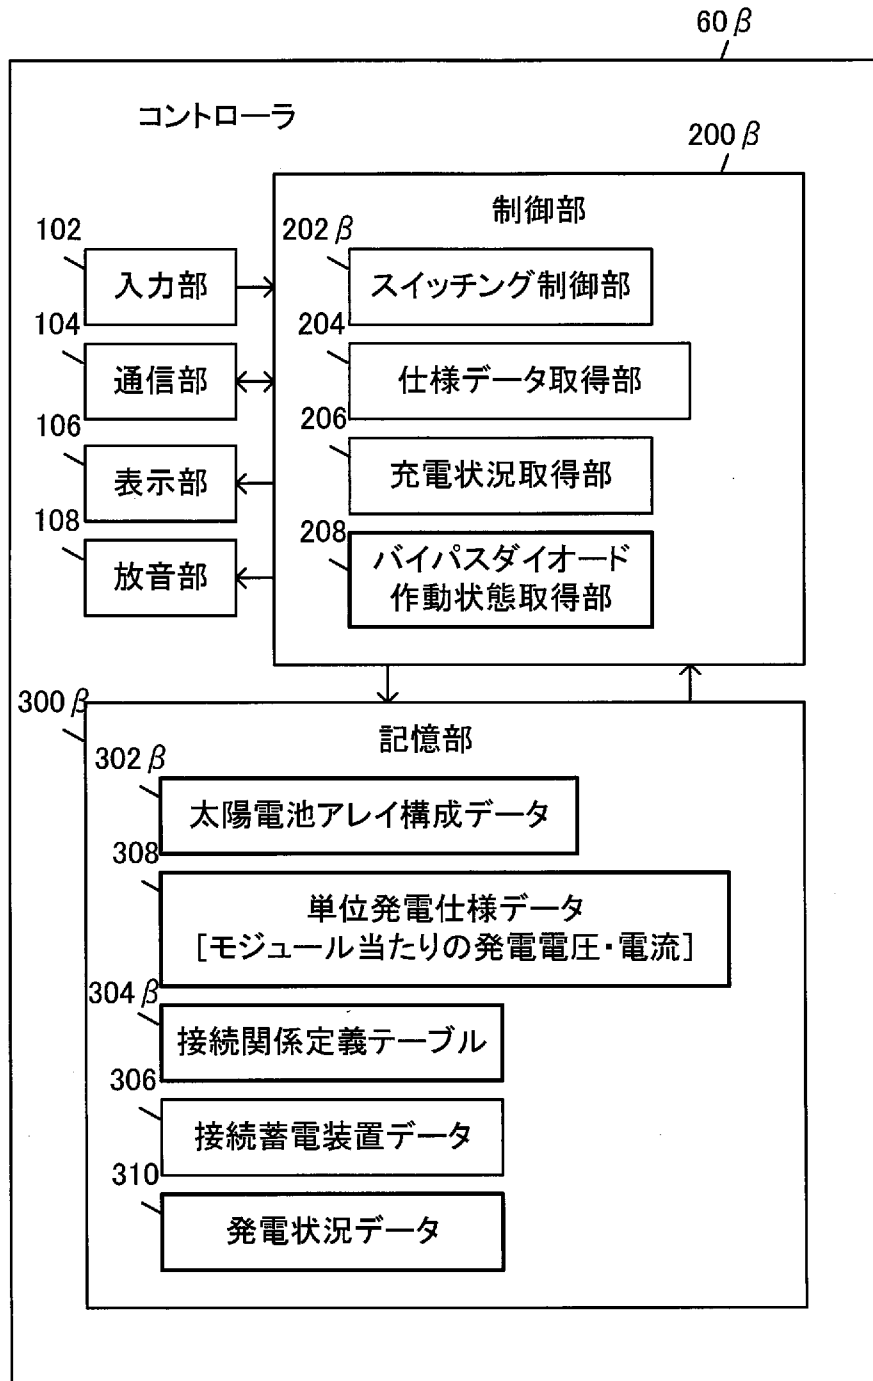 60β
コントローラ
200β
制御部
102
入力部
202β
スイッチング制御部
104
通信部
204
仕様データ取得部
106
表示部
206
充電状況取得部
108
放音部
208
バイパスダイオード
作動状態取得部
300β
記憶部
302β
太陽電池アレイ構成データ
308
単位発電仕様データ
[モジュール当たりの発電電圧・電流]
304β
接続関係定義テーブル
306
接続蓄電装置データ
310
発電状況データ